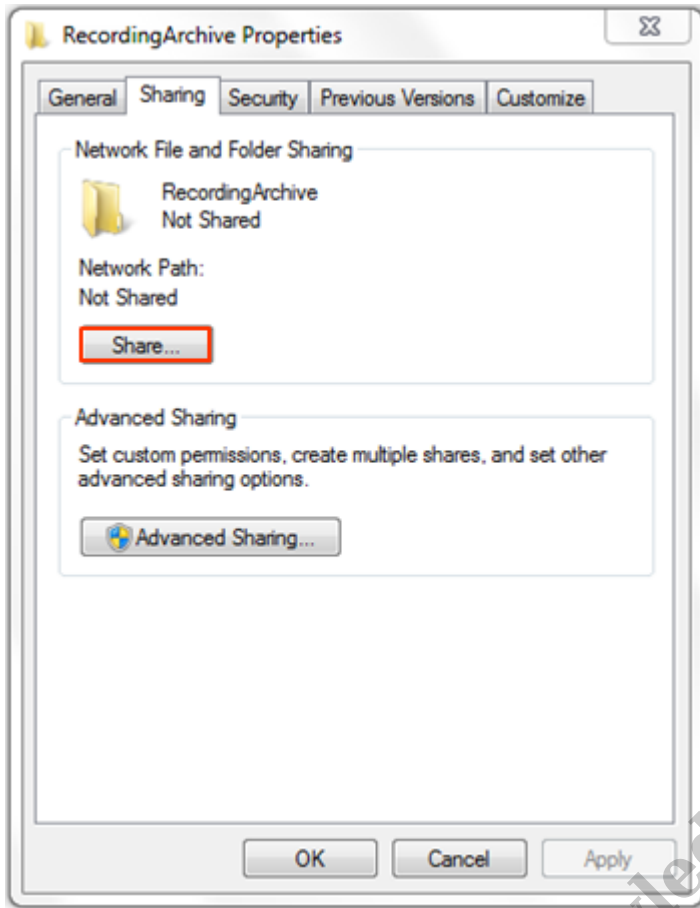 RecordingArchive Properties
General Sharing Security Previous Versions Customize
Network File and Folder Sharing
RecordingArchive
Not Shared
Network Path:
Not Shared
Share...
Advanced Sharing
Set custom permissions, create multiple shares, and set other
advanced sharing options.
Advanced Sharing...
OK Cancel Apply